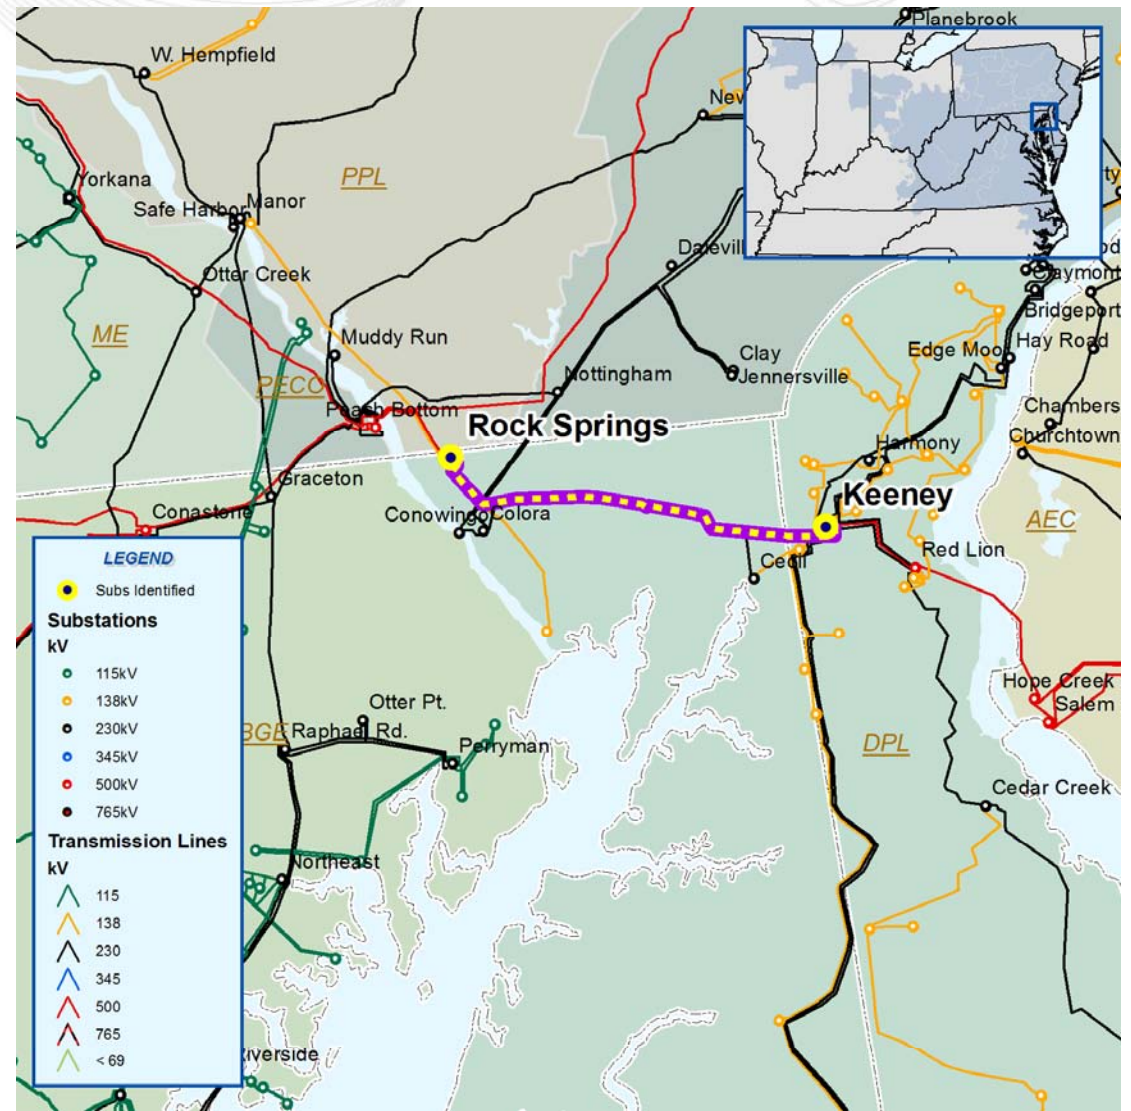 Planebrook
W. Hempfield
New
PPL
Yorkana
Safe Harbor
Manor
ty
Otter Creek
Claymont
Bridgeport
ME
Muddy Run
Edge Moor
Hay Road
Clay
Jennersville
Nottingham
PECO
Peach Bottom
Chambers
Churchtown
Rock Springs
Harmony
Graceton
Keeney
Conastone
Conowingo
Colora
AEC
Red Lion
Cecil
LEGEND
Subs Identified
Substations
kV
115kV
138kV
230kV
345kV
500kV
765kV
Hope Creek
Salem
Otter Pt.
BGE
Raphael Rd.
Perryman
DPL
Cedar Creek
Transmission Lines
kV
115
138
230
345
500
765
< 69
Northeast
iverside